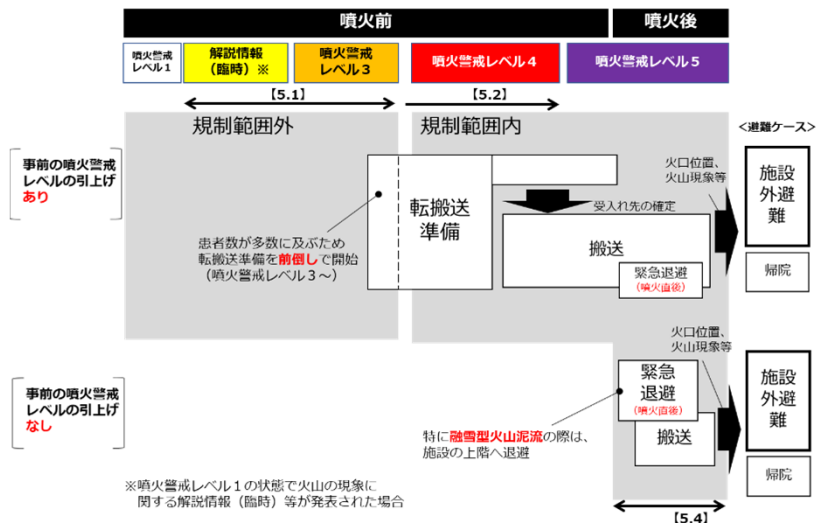 噴火前
噴火後
噴火警戒
レベル1
解説情報
（臨時）※
噴火警戒
レベル３
噴火警戒レベル４
噴火警戒レベル５
【5.1】
【5.2】
規制範囲外
規制範囲内
<避難ケース>
事前の噴火警戒
レベルの引上げ
あり
転搬送
準備
患者数が多数に及ぶため
転搬送準備を前倒しで開始
（噴火警戒レベル３～）
受入れ先の確定
搬送
緊急退避
（噴火直後）
火口位置、
火山現象等
施設
外避
難
帰院
事前の噴火警戒
レベルの引上げ
なし
緊急
退避
（噴火直後）
搬送
特に融雪型火山泥流の際は、
施設の上階へ退避
火口位置、
火山現象等
施設
外避
難
帰院
※噴火警戒レベル１の状態で火山の現象に
関する解説情報（臨時）等が発表された場合
【5.4】